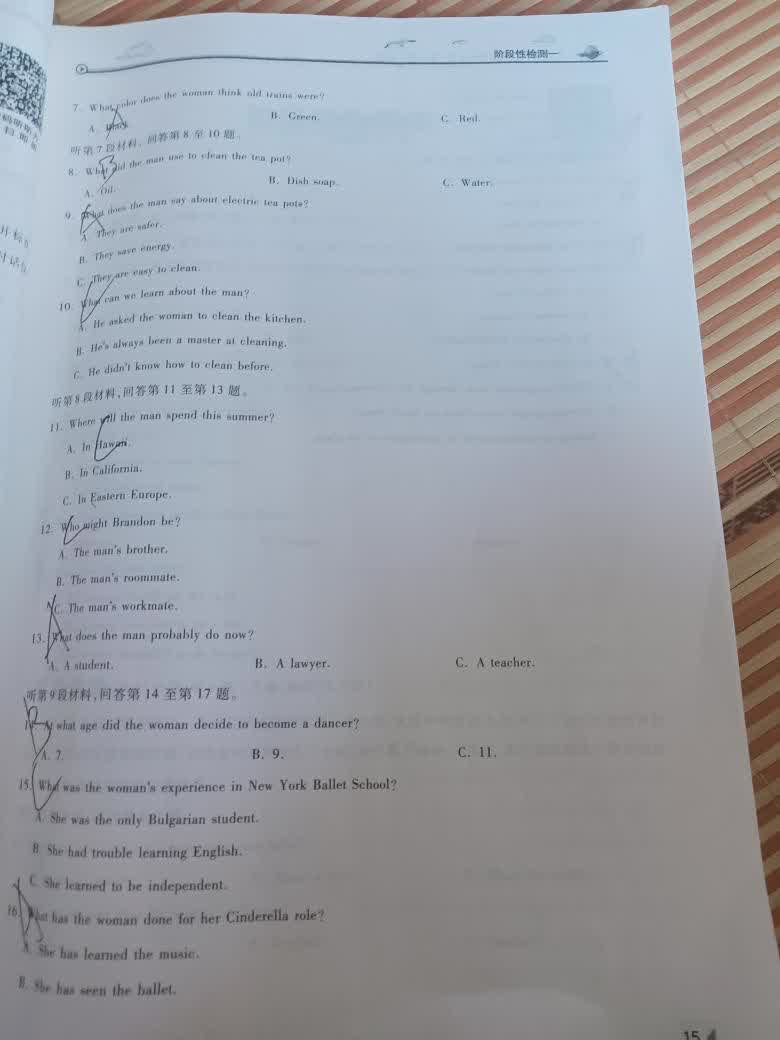 阶段性检测一
7. What color does the woman think old trains were?
A. Black. B. Green. C. Red.
听第7段材料,回答第8至10题。
8. What did the man use to clean the tea pot?
A. Oil. B. Dish soap. C. Water.
9. What does the man say about electric tea pots?
A. They are safer.
B. They save energy.
C. They are easy to clean.
10. What can we learn about the man?
A. He asked the woman to clean the kitchen.
B. He's always been a master at cleaning.
C. He didn't know how to clean before.
听第8段材料,回答第11至第13题。
11. Where will the man spend this summer?
A. In Hawaii.
B. In California.
C. In Eastern Europe.
12. Who might Brandon be?
A. The man's brother.
B. The man's roommate.
C. The man's workmate.
13. What does the man probably do now?
A. A student. B. A lawyer. C. A teacher.
听第9段材料,回答第14至第17题。
At what age did the woman decide to become a dancer?
A. 7. B. 9. C. 11.
15. What was the woman's experience in New York Ballet School?
A. She was the only Bulgarian student.
B. She had trouble learning English.
C. She learned to be independent.
16. What has the woman done for her Cinderella role?
A. She has learned the music.
B. She has seen the ballet.
15